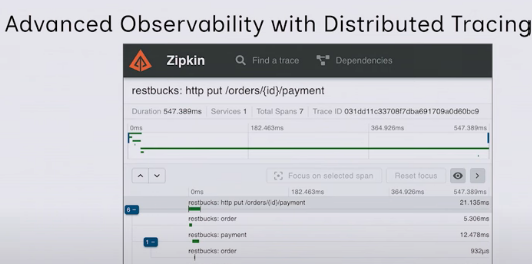 Advanced Observability with Distributed Tracing
Zipkin Find a trace Dependencies
restbucks: http put /orders/{id}/payment
Duration 547.389ms Services 1 Total Spans 7 Trace ID 031dd11c33708f7dba691709a0d60bc9
0ms 182.463ms 364.926ms 547.389ms
Focus on selected span Reset focus
0ms 182.463ms 364.926ms 547.389ms
restbucks: http put /orders/{id}/payment 21.135ms
6 -
restbucks: order 5.306ms
restbucks: payment 12.478ms
1 -
restbucks: order 932µs